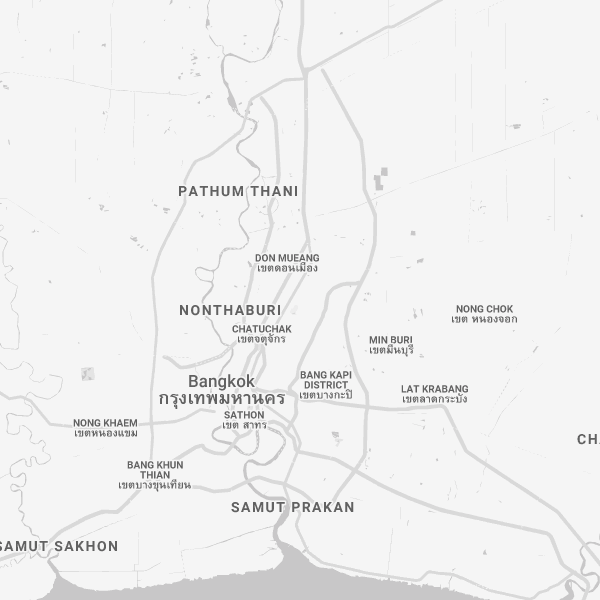 PATHUM THANI
DON MUEANG
เขตดอนเมือง
NONTHABURI
NONG CHOK
เขต หนองจอก
CHATUCHAK
เขตจตุจักร
MIN BURI
เขตมีนบุรี
BANG KAPI
DISTRICT
เขตบางกะปิ
Bangkok
กรุงเทพมหานคร
LAT KRABANG
เขตลาดกระบัง
SATHON
เขต สาทร
NONG KHAEM
เขตหนองแขม
CH
BANG KHUN
THIAN
เขตบางขุนเทียน
SAMUT PRAKAN
SAMUT SAKHON